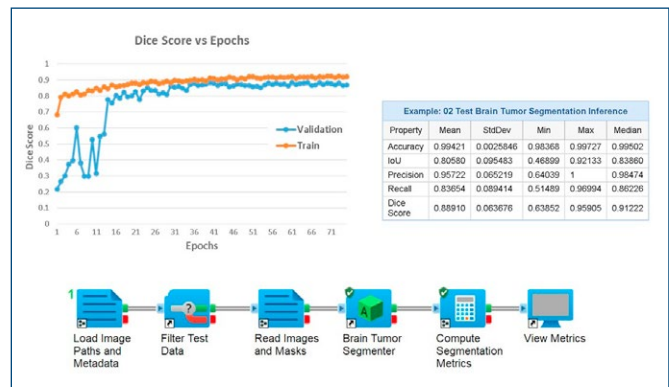 Dice Score vs Epochs
1
0.9
0.8
0.7
0.6
0.5
0.4
0.3
0.2
0.1
0
Dice Score
Validation
Train
1 6 11 16 21 26 31 36 41 46 51 56 61 66 71
Epochs
Example: 02 Test Brain Tumor Segmentation Inference
Property Mean StdDev Min Max Median
Accuracy 0.99421 0.0025846 0.98368 0.99727 0.99502
IoU 0.80580 0.095483 0.46899 0.92133 0.83860
Precision 0.95722 0.065219 0.64039 1 0.98474
Recall 0.83654 0.089414 0.51489 0.96994 0.86226
Dice Score 0.88910 0.063676 0.63852 0.95905 0.91222
1
Load Image
Paths and
Metadata
Filter Test
Data
?
Read Images
and Masks
A
Brain Tumor
Segmenter
Compute
Segmentation
Metrics
View Metrics